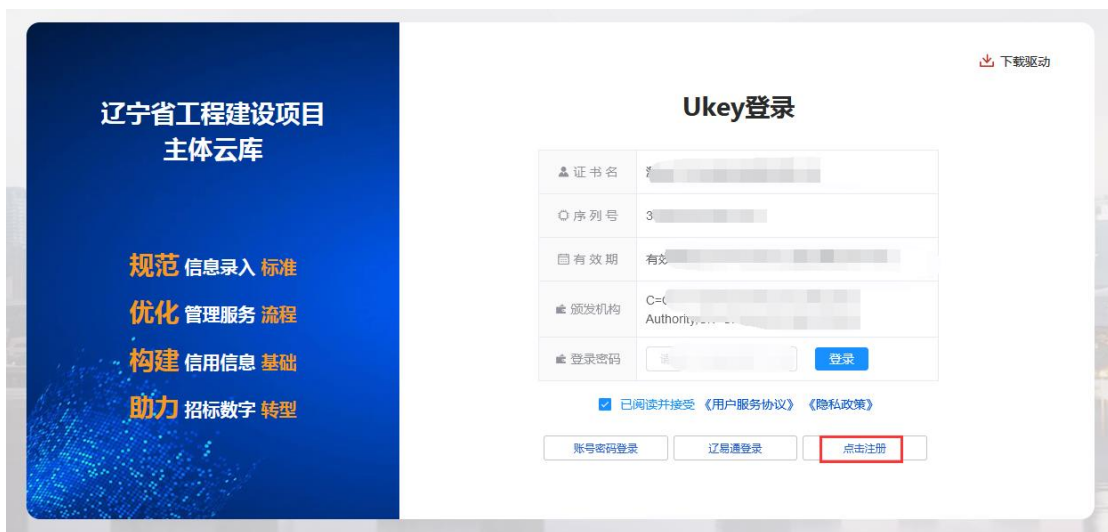 下载驱动
辽宁省工程建设项目
主体云库
Ukey登录
证书名
序列号 3
有效期 有效
颁发机构 C=
Authority,
登录密码 登录
规范 信息录入 标准
优化 管理服务 流程
构建 信用信息 基础
助力 招标数字 转型
已阅读并接受 《用户服务协议》 《隐私政策》
账号密码登录 辽易通登录 点击注册